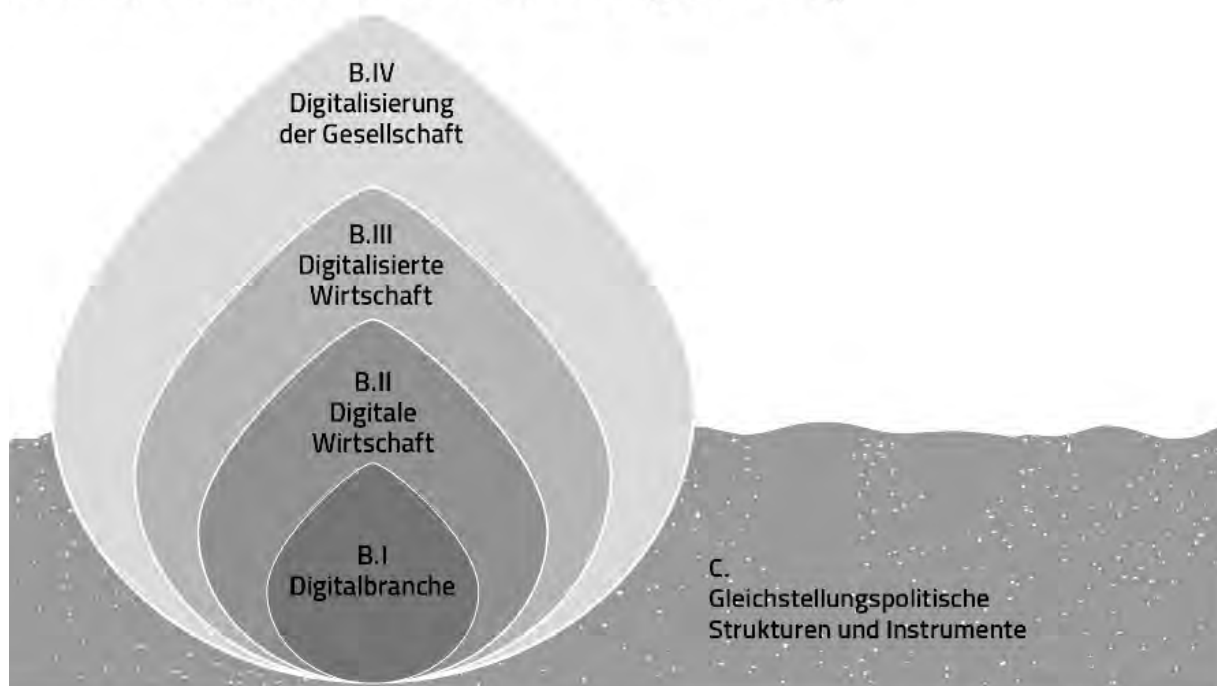 B.IV
Digitalisierung
der Gesellschaft
B.III
Digitalisierte
Wirtschaft
B.II
Digitale
Wirtschaft
B.I
Digitalbranche
C.
Gleichstellungspolitische
Strukturen und Instrumente